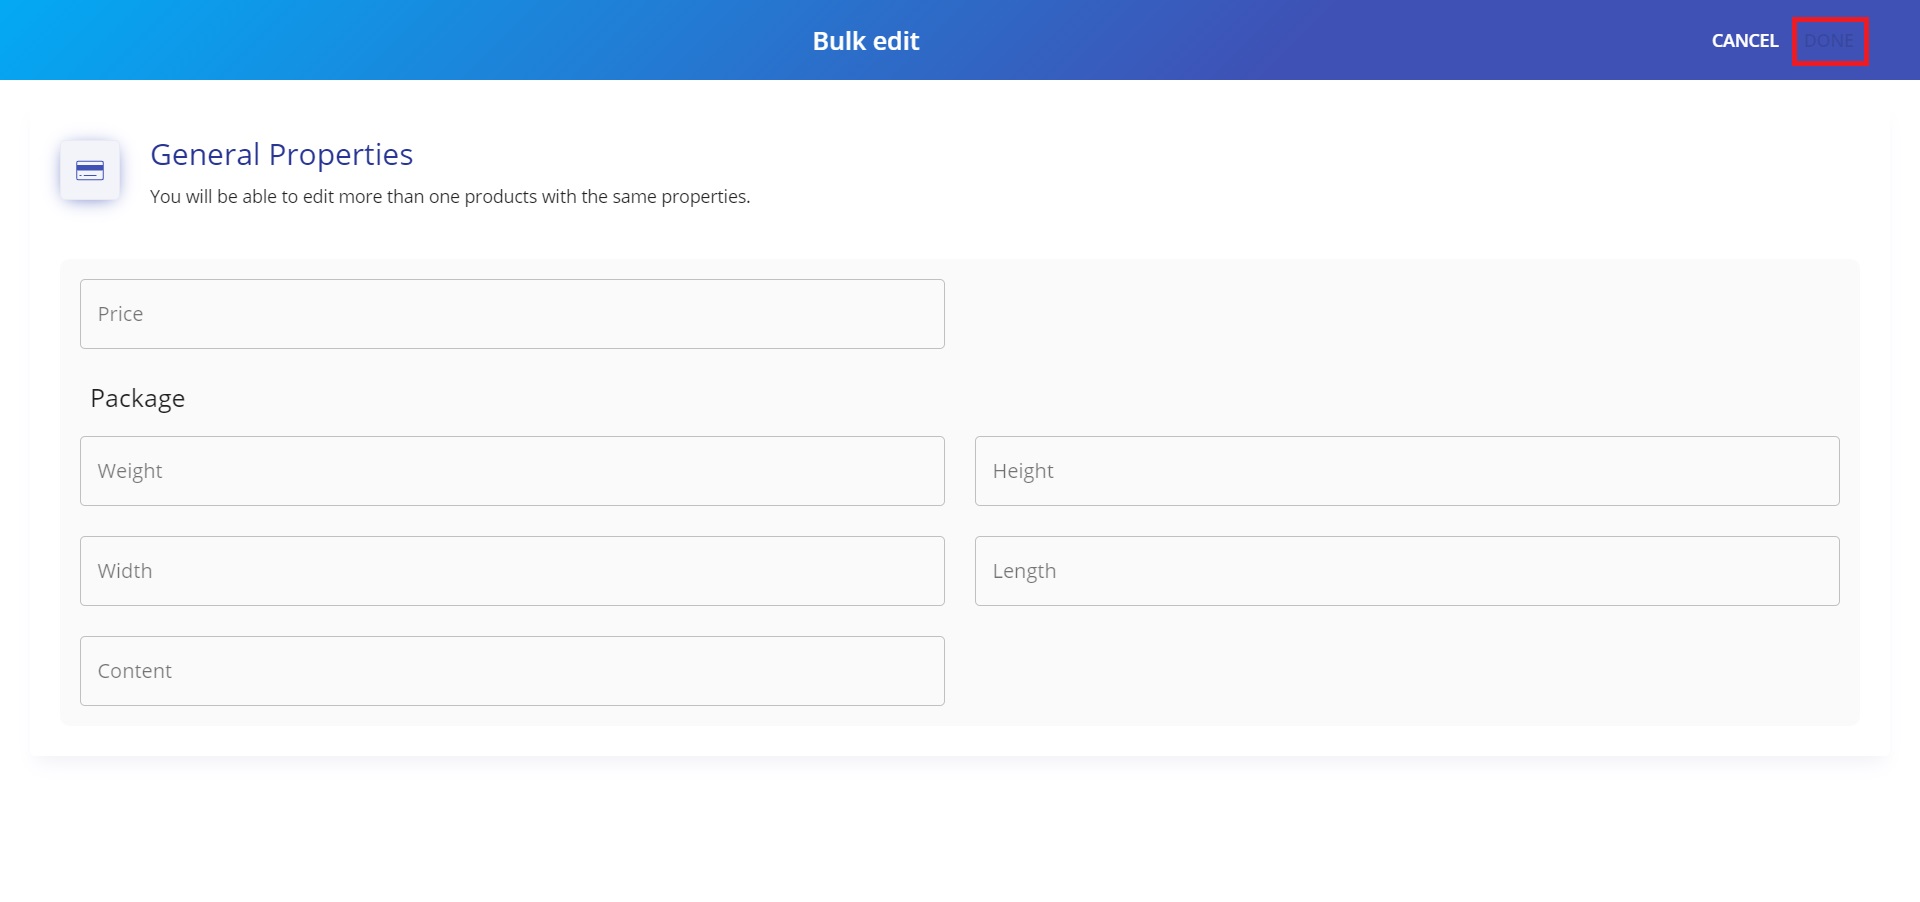 Bulk edit
CANCEL DONE
General Properties
You will be able to edit more than one products with the same properties.
Price
Package
Weight Height
Width Length
Content